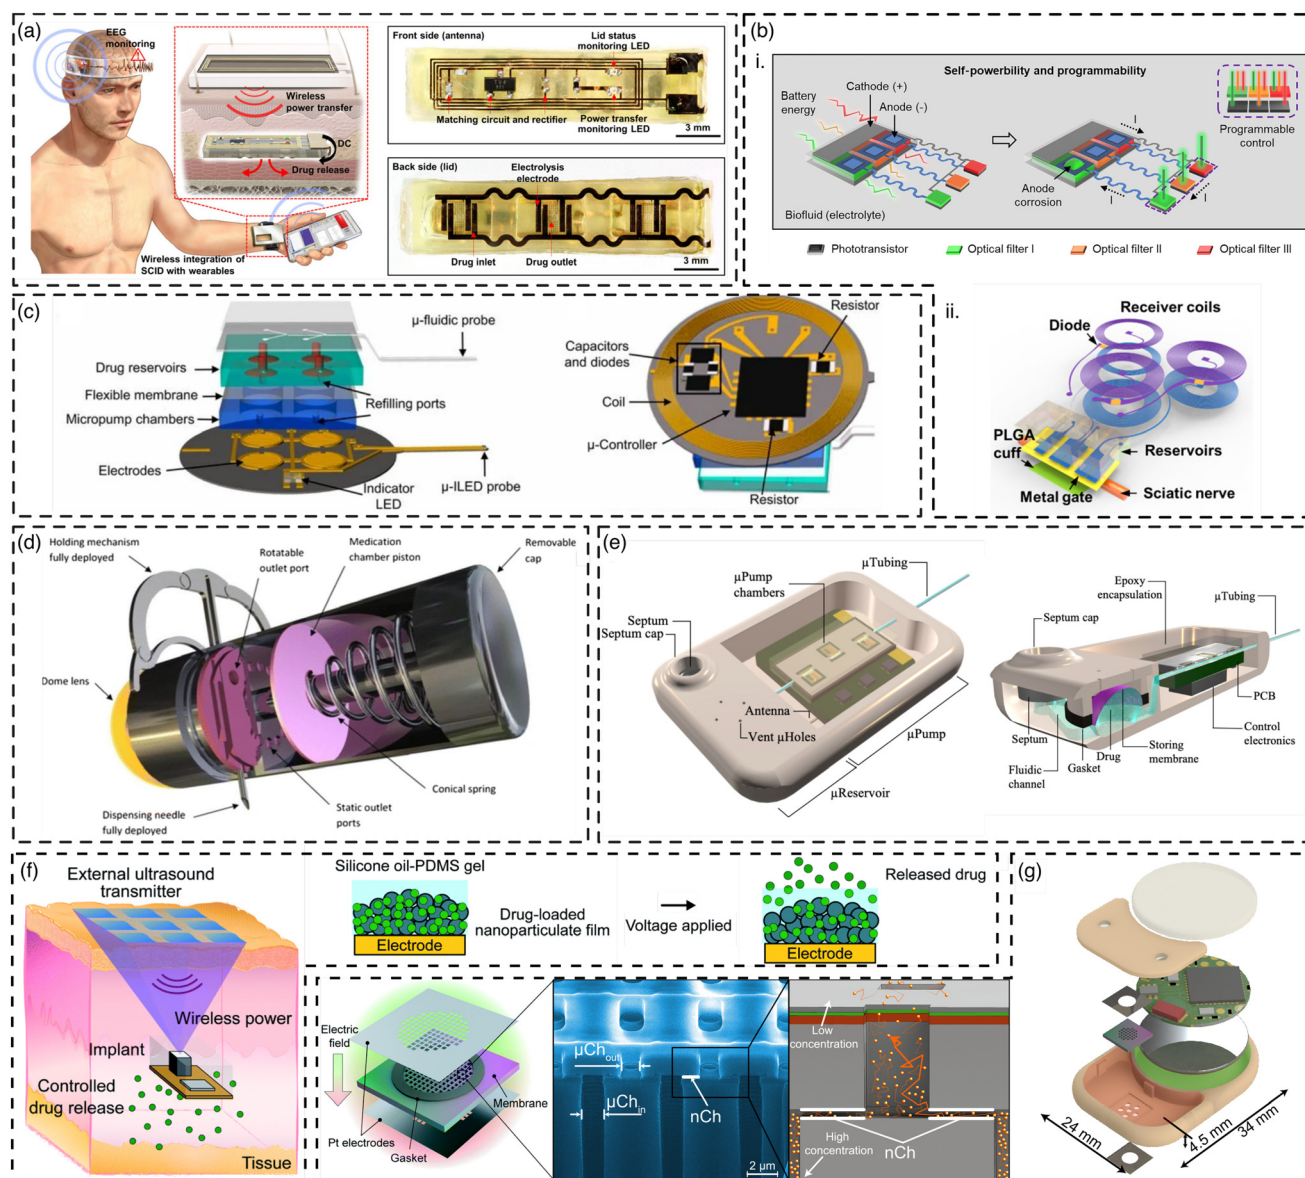 (a)
EEG
monitoring
Wireless
power transfer
DC
Drug release
Wireless integration of
SCID with wearables
Front side (antenna)
Lid status
monitoring LED
Matching circuit and rectifier
Power transfer
monitoring LED
3 mm
Back side (lid)
Electrolysis
electrode
Drug inlet
Drug outlet
3 mm
(b)
i.
Self-powerbility and programmability
Battery
energy
Cathode (+)
Anode (-)
Biofluid (electrolyte)
Anode
corrosion
I
I
I
Programmable
control
Phototransistor
Optical filter I
Optical filter II
Optical filter III
ii.
Receiver coils
Diode
PLGA
cuff
Reservoirs
Metal gate
Sciatic nerve
(c)
μ-fluidic probe
Drug reservoirs
Flexible membrane
Refilling ports
Micropump chambers
Electrodes
Indicator
LED
μ-ILED probe
Resistor
Capacitors
and diodes
Coil
μ-Controller
Resistor
(d)
Holding mechanism
fully deployed
Rotatable
outlet port
Medication
chamber piston
Removable
cap
Dome lens
Conical spring
Static outlet
ports
Dispensing needle
fully deployed
(e)
μTubing
μPump
chambers
Septum
Septum cap
Antenna
Vent μHoles
μPump
μReservoir
Epoxy
encapsulation
μTubing
Septum cap
PCB
Septum
Control
electronics
Fluidic
channel
Gasket
Drug
Storing
membrane
(f)
External ultrasound
transmitter
Wireless power
Implant
Controlled
drug release
Tissue
Silicone oil-PDMS gel
Drug-loaded
nanoparticulate film
Electrode
Voltage applied
Released drug
Electrode
Electric
field
Membrane
Pt electrodes
Gasket
μCh out
μCh in
nCh
2 μm
Low
concentration
High
concentration
nCh
(g)
24 mm
4.5 mm
34 mm